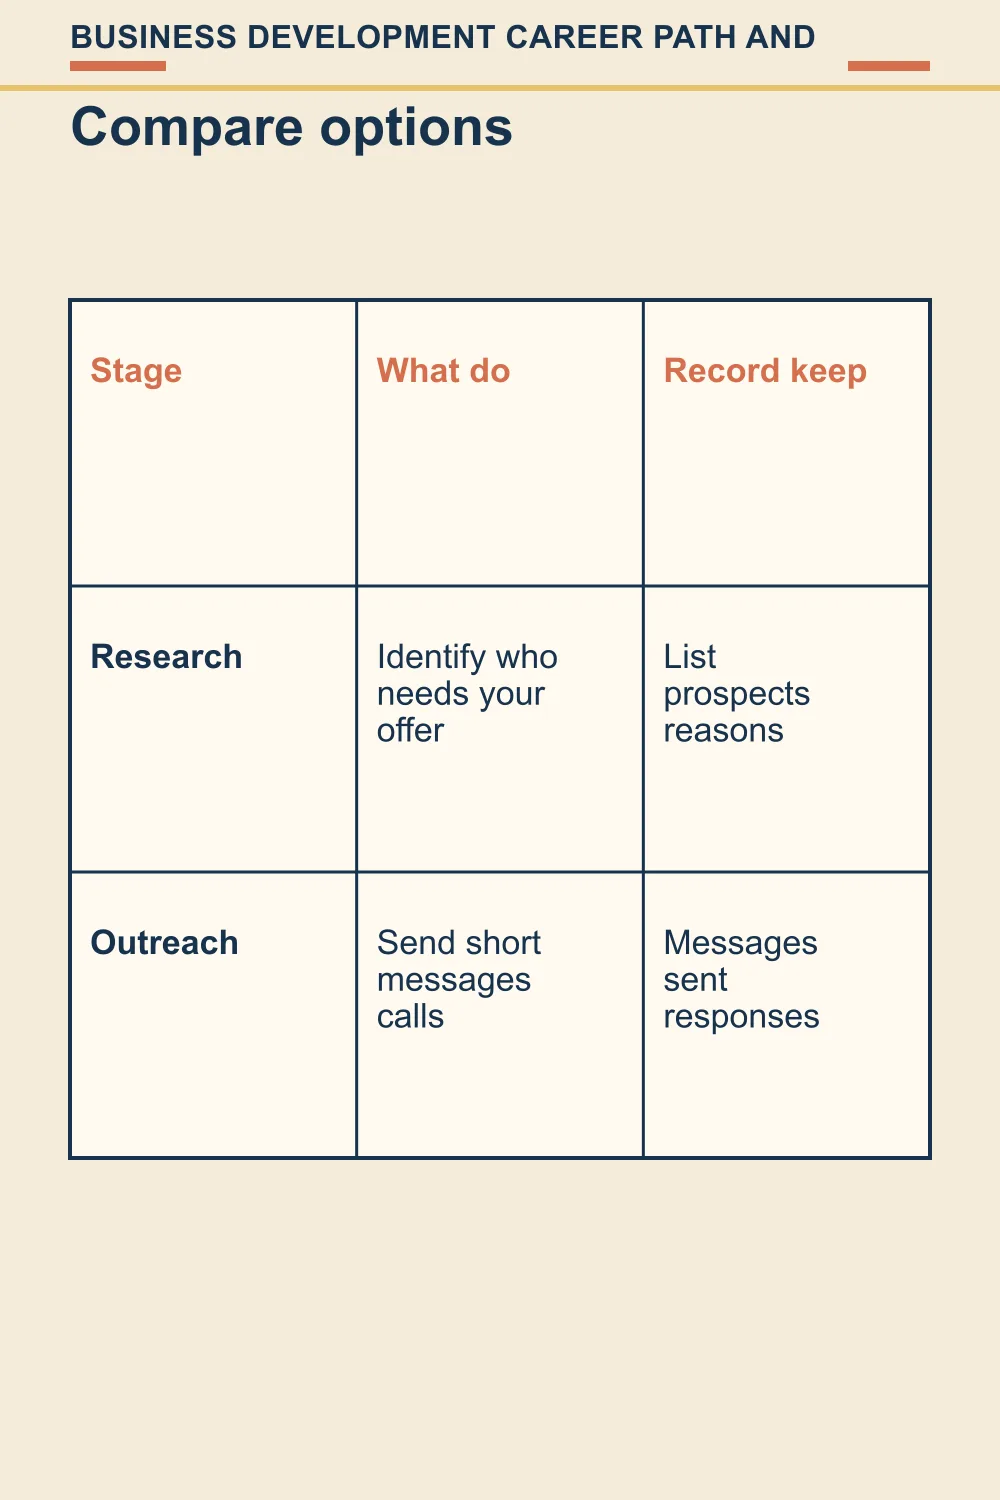 BUSINESS DEVELOPMENT CAREER PATH AND
Compare options
Stage
What do
Record keep
Research
Identify who
needs your
offer
List
prospects
reasons
Outreach
Send short
messages
calls
Messages
sent
responses